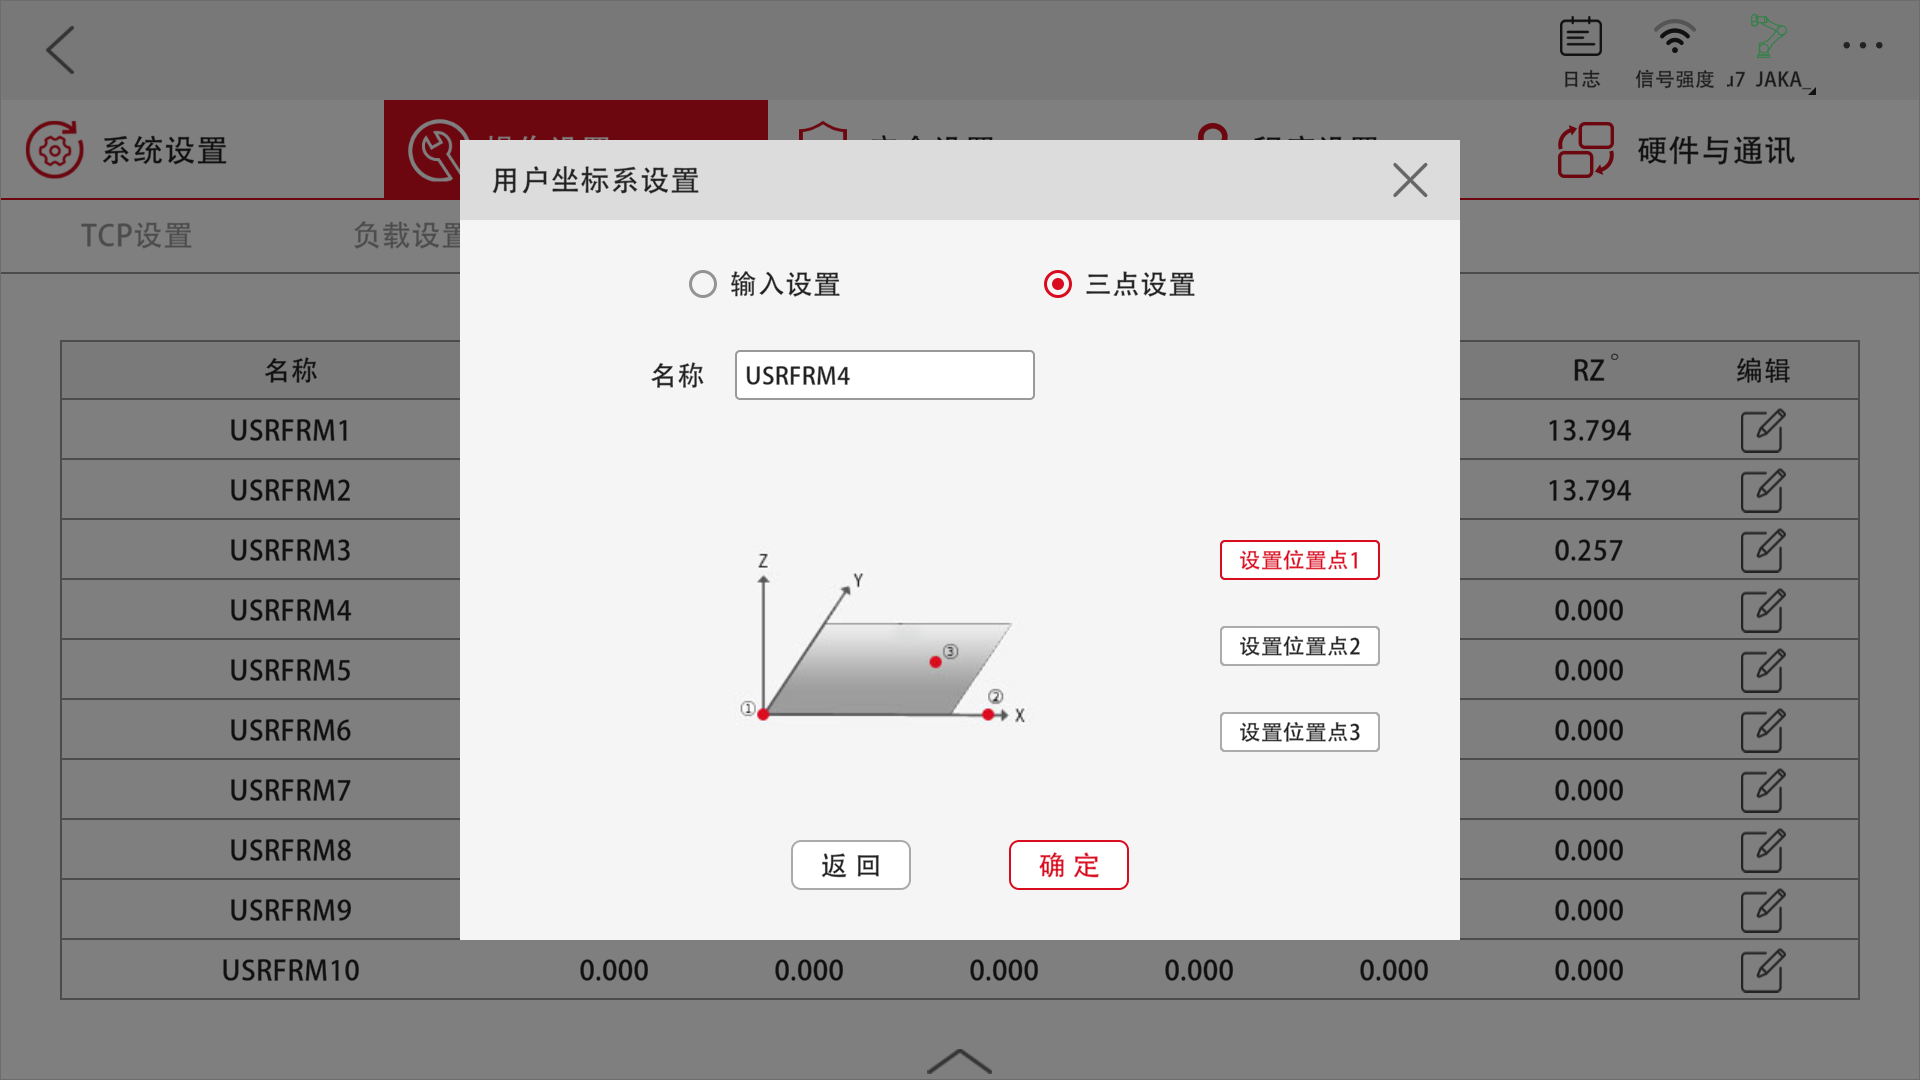 日志
信号强度
JAKA_
系统设置
硬件与通讯
TCP设置
负载设置
用户坐标系设置
输入设置
三点设置
名称 USRFRM4
Z
Y
③
②
①
X
设置位置点1
设置位置点2
设置位置点3
返 回
确 定
名称 RZ° 编辑
USRFRM1 13.794
USRFRM2 13.794
USRFRM3 0.257
USRFRM4 0.000
USRFRM5 0.000
USRFRM6 0.000
USRFRM7 0.000
USRFRM8 0.000
USRFRM9 0.000
USRFRM10 0.000 0.000 0.000 0.000 0.000 0.000